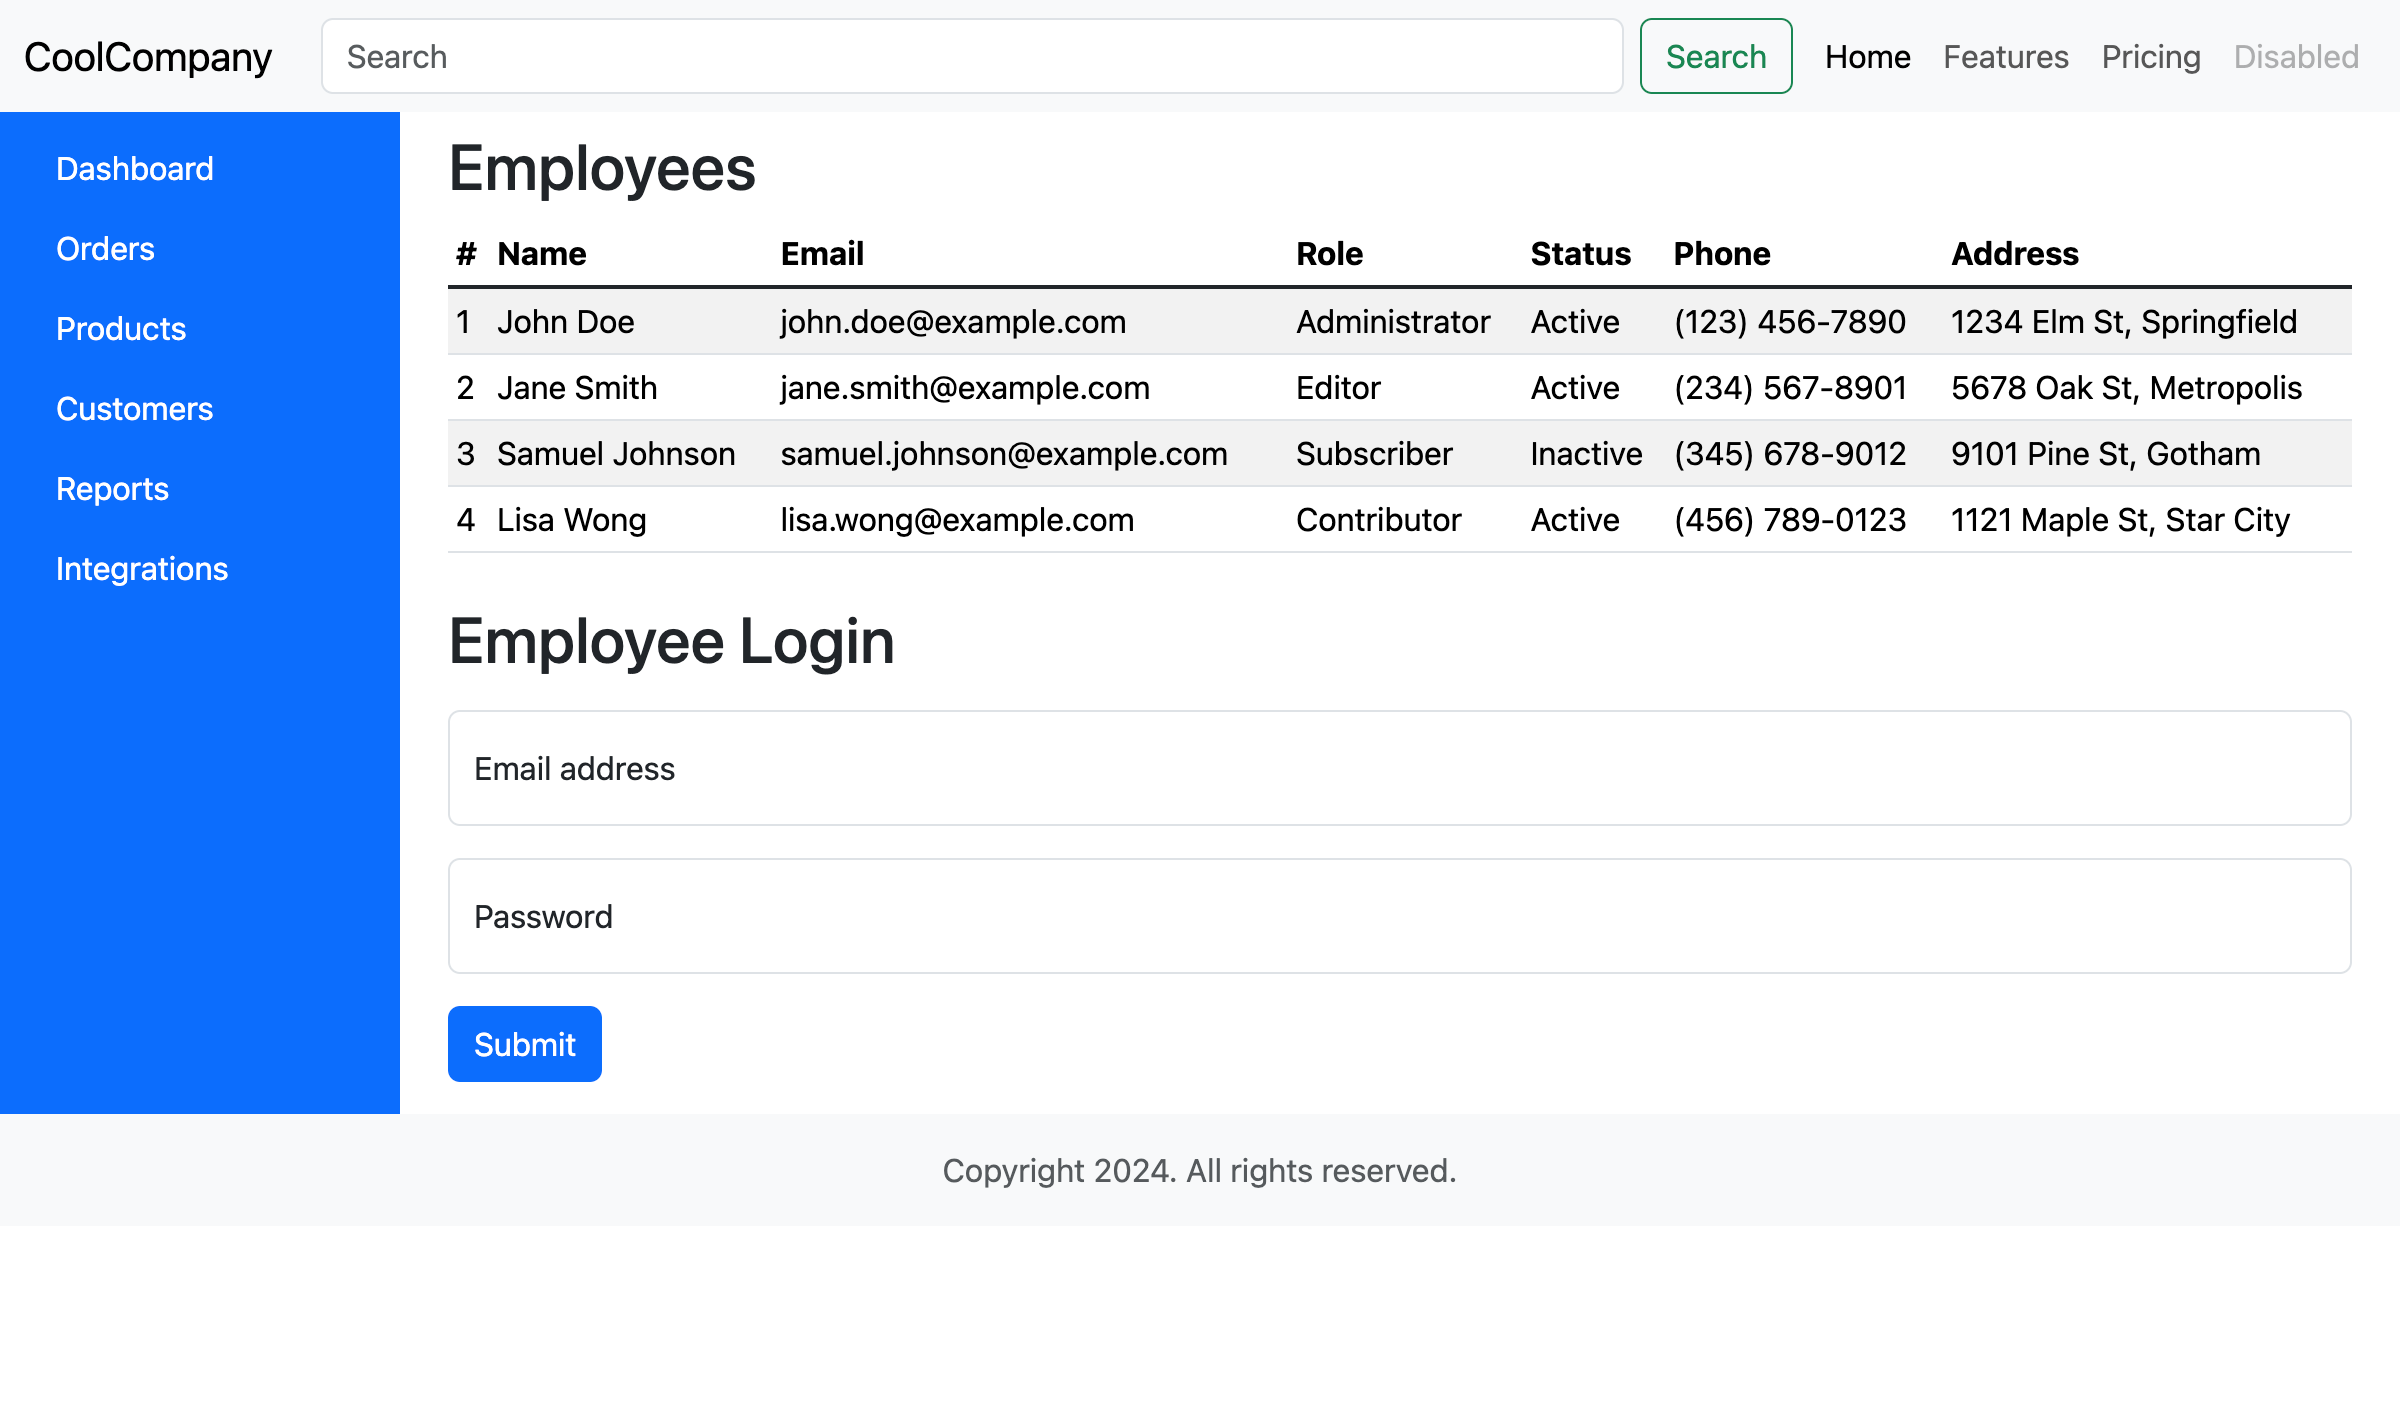 CoolCompany Search Search Home Features Pricing Disabled
Dashboard
Orders
Products
Customers
Reports
Integrations
Employees
# Name Email Role Status Phone Address
1 John Doe john.doe@example.com Administrator Active (123) 456-7890 1234 Elm St, Springfield
2 Jane Smith jane.smith@example.com Editor Active (234) 567-8901 5678 Oak St, Metropolis
3 Samuel Johnson samuel.johnson@example.com Subscriber Inactive (345) 678-9012 9101 Pine St, Gotham
4 Lisa Wong lisa.wong@example.com Contributor Active (456) 789-0123 1121 Maple St, Star City
Employee Login
Email address
Password
Submit
Copyright 2024. All rights reserved.